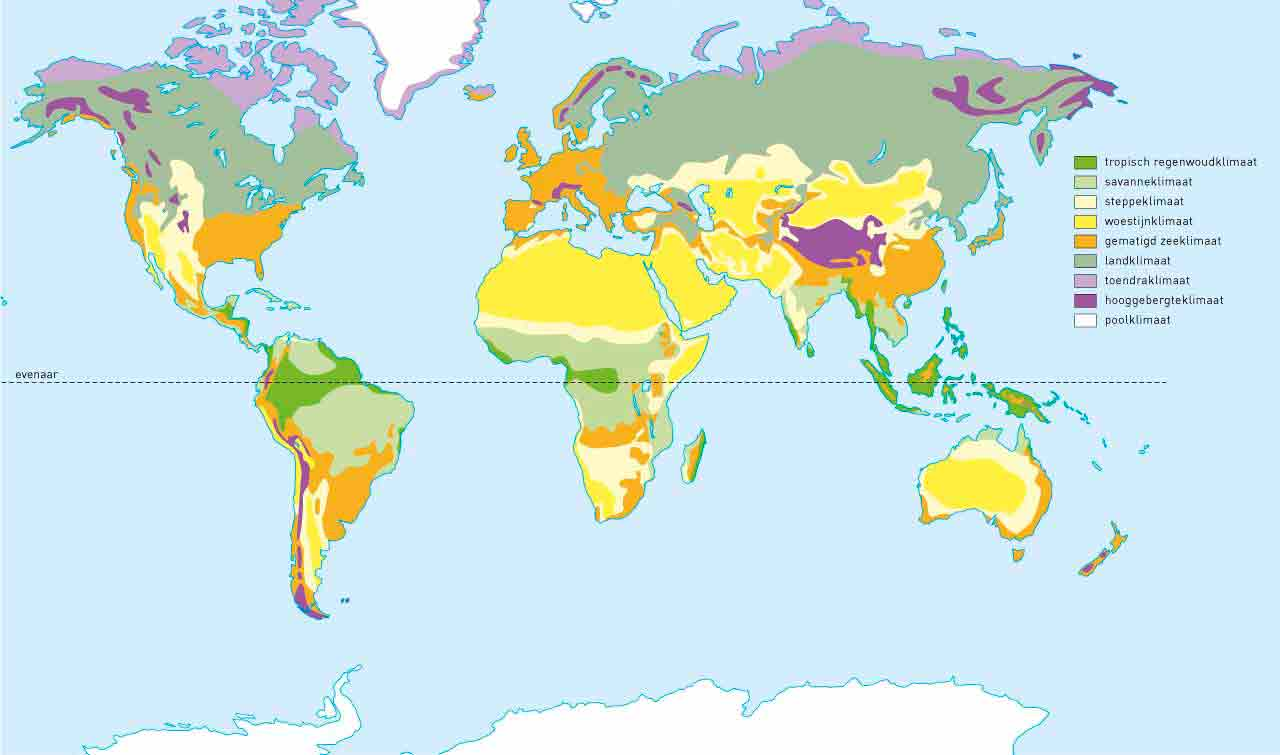 tropisch regenwoudklimaat
savanneklimaat
steppeklimaat
woestijnklimaat
gematigd zeeklimaat
landklimaat
toendraklimaat
hooggebergteklimaat
poolklimaat
evenaar